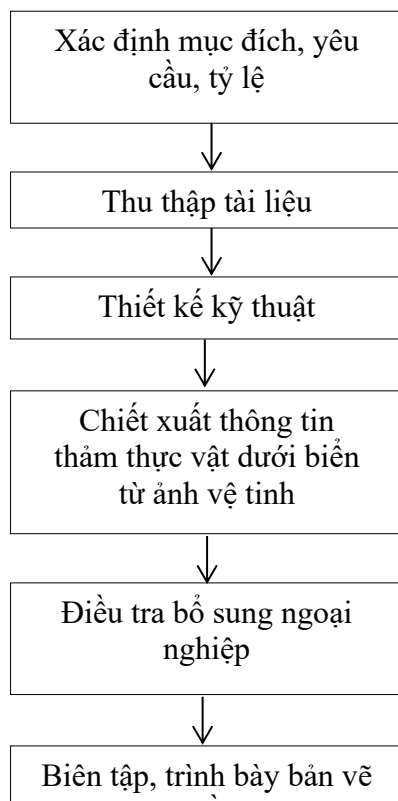 Xác định mục đích, yêu
cầu, tỷ lệ
Thu thập tài liệu
Thiết kế kỹ thuật
Chiết xuất thông tin
thảm thực vật dưới biển
từ ảnh vệ tinh
Điều tra bổ sung ngoại
nghiệp
Biên tập, trình bày bản vẽ